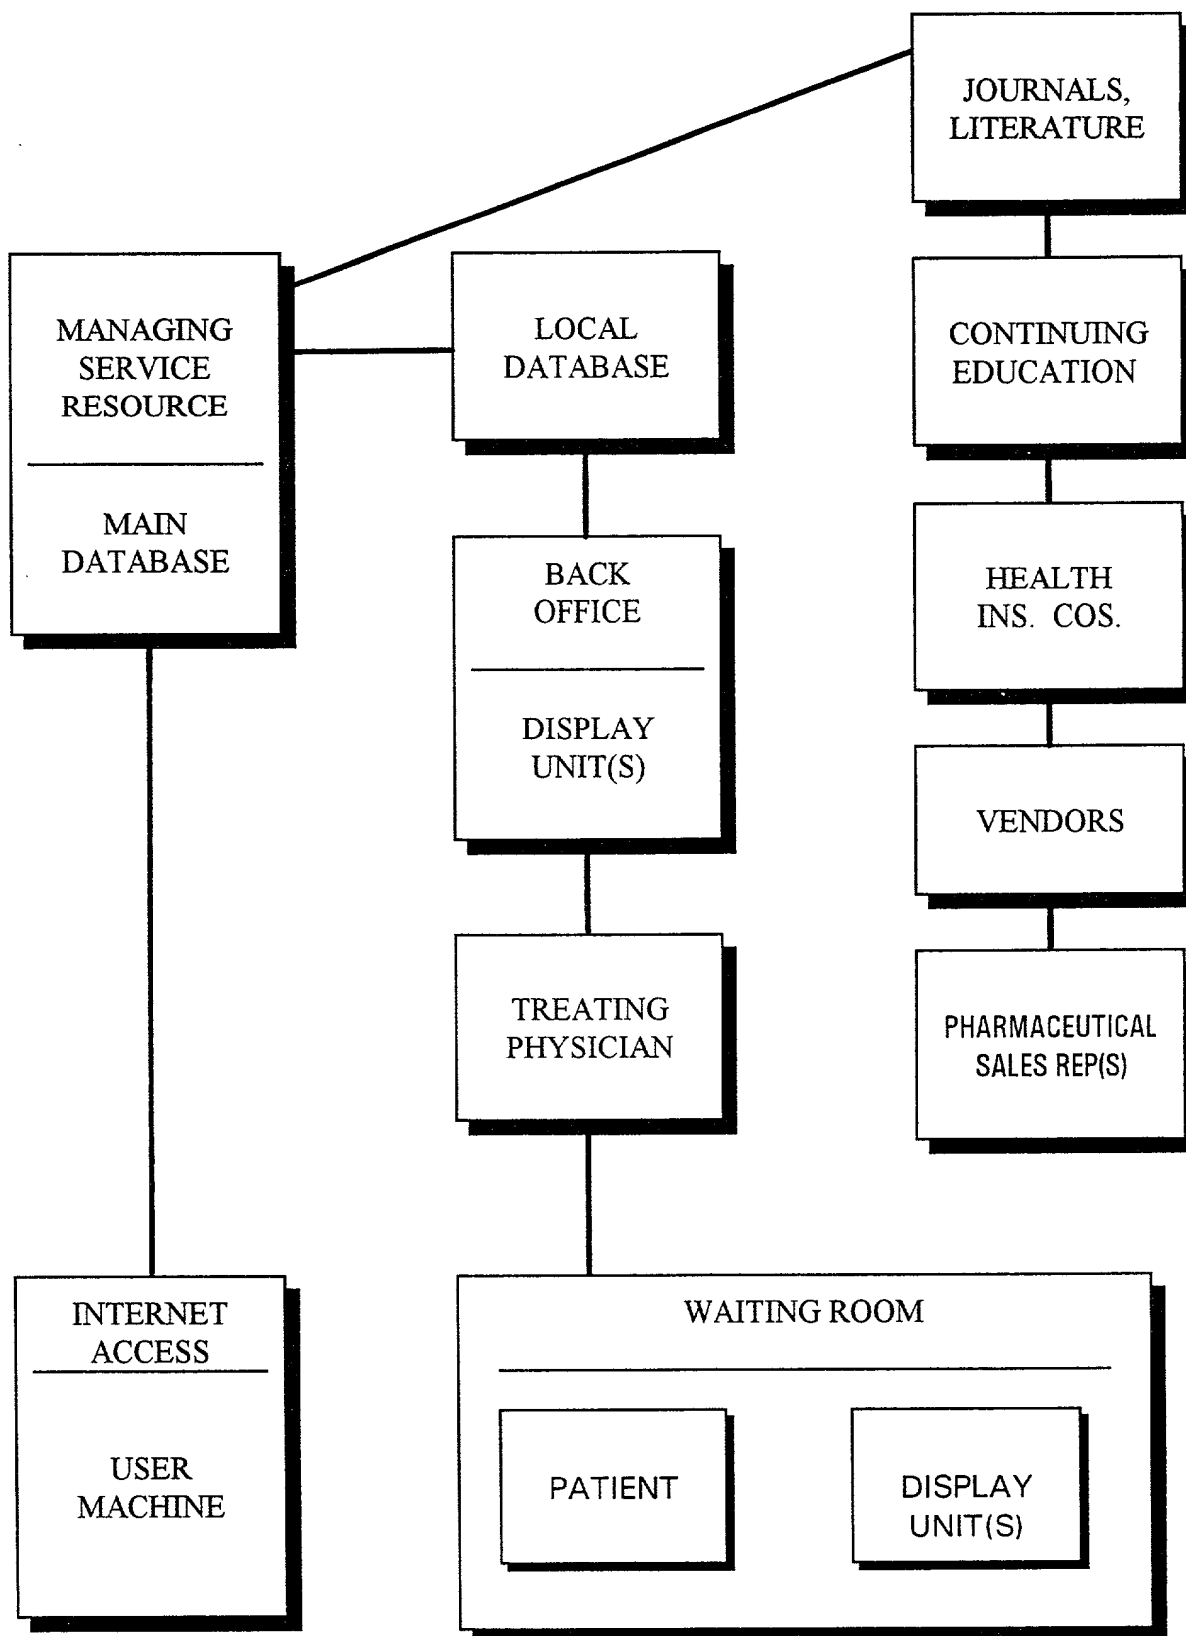 JOURNALS,
LITERATURE
MANAGING
SERVICE
RESOURCE
MAIN
DATABASE
LOCAL
DATABASE
CONTINUING
EDUCATION
BACK
OFFICE
DISPLAY
UNIT(S)
HEALTH
INS. COS.
VENDORS
TREATING
PHYSICIAN
PHARMACEUTICAL
SALES REP(S)
INTERNET
ACCESS
USER
MACHINE
WAITING ROOM
PATIENT
DISPLAY
UNIT(S)